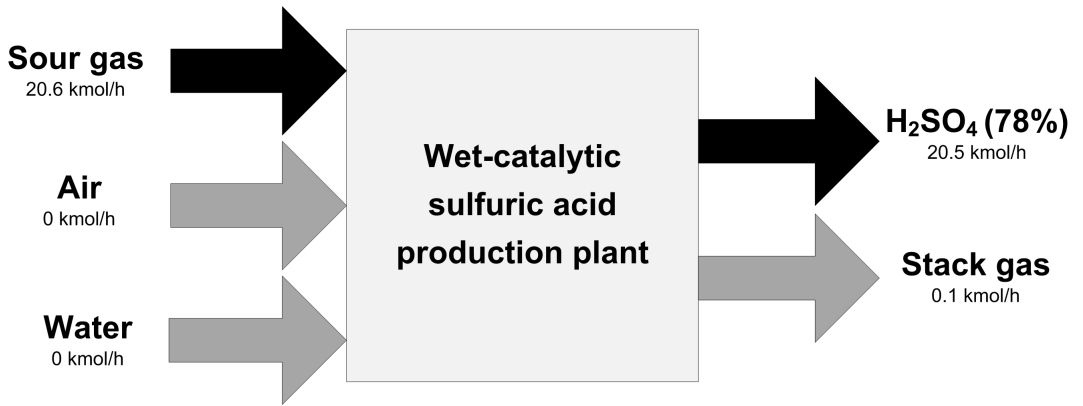 Sour gas
20.6 kmol/h
Air
0 kmol/h
Water
0 kmol/h
Wet-catalytic
sulfuric acid
production plant
H₂SO₄ (78%)
20.5 kmol/h
Stack gas
0.1 kmol/h